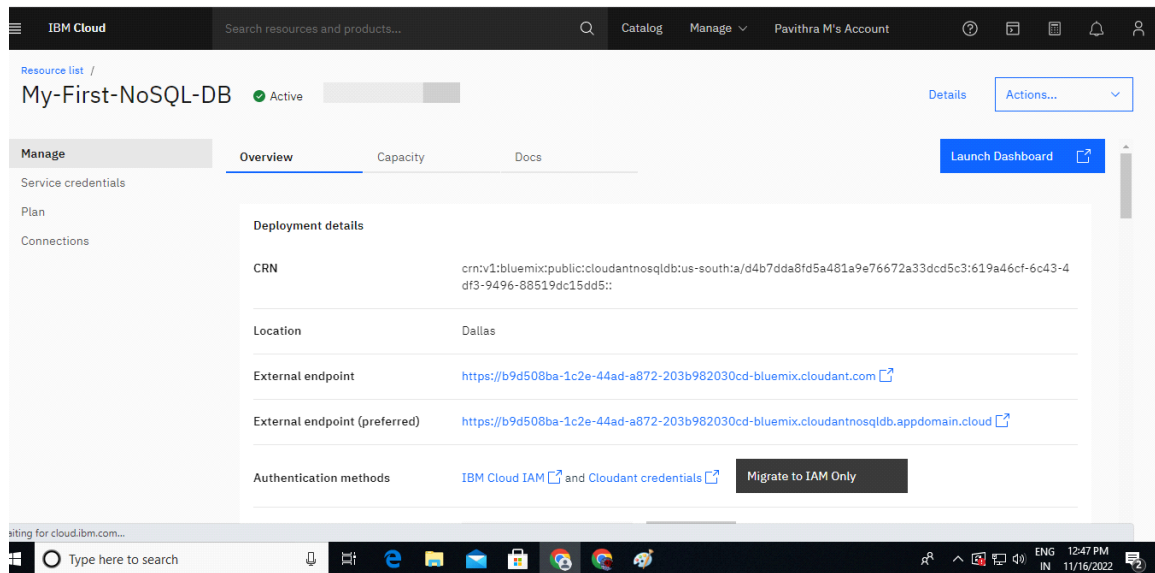 IBM Cloud
Search resources and products...
Catalog
Manage
Pavithra M's Account
Resource list /
My-First-NoSQL-DB
Active
Details
Actions...
Manage
Service credentials
Plan
Connections
Overview
Capacity
Docs
Launch Dashboard
Deployment details
CRN
crn:v1:bluemix:public:cloudantnosqldb:us-south:a/d4b7dda8fd5a481a9e76672a33dcd5c3:619a46cf-6c43-4
df3-9496-88519dc15dd5::
Location
Dallas
External endpoint
https://b9d508ba-1c2e-44ad-a872-203b982030cd-bluemix.cloudant.com
External endpoint (preferred)
https://b9d508ba-1c2e-44ad-a872-203b982030cd-bluemix.cloudantnosqldb.appdomain.cloud
Authentication methods
IBM Cloud IAM and Cloudant credentials
Migrate to IAM Only
aiting for cloud.ibm.com...
Type here to search
ENG
IN
12:47 PM
11/16/2022
2